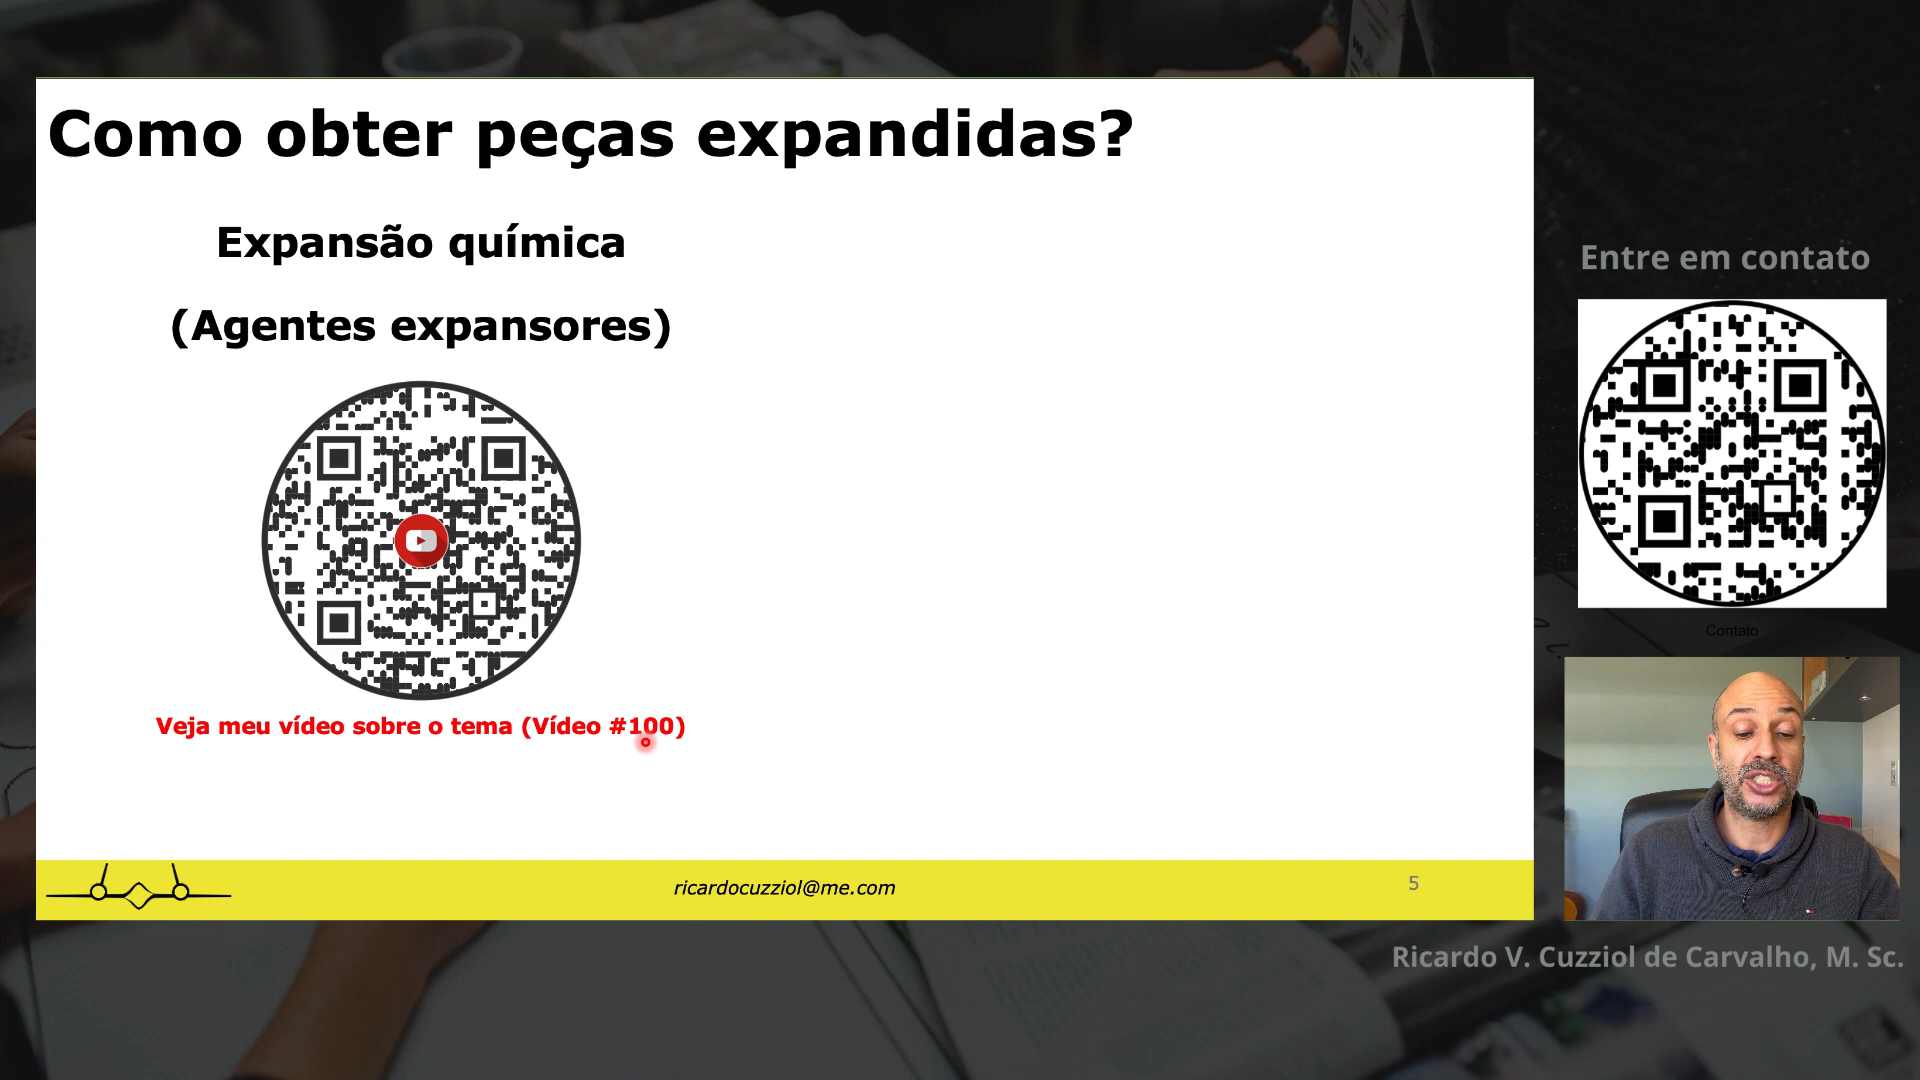 Como obter peças expandidas?
Expansão química
(Agentes expansores)
Veja meu vídeo sobre o tema (Vídeo #100)
ricardocuzziol@me.com
5
Entre em contato
Contato
Ricardo V. Cuzziol de Carvalho, M. Sc.